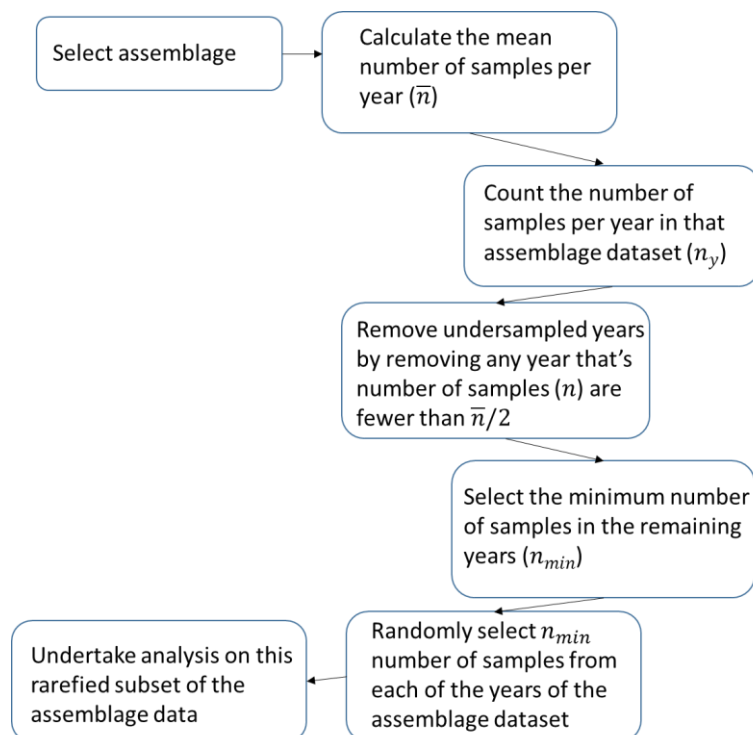 Select assemblage
Calculate the mean
number of samples per
year (n̅)
Count the number of
samples per year in that
assemblage dataset (n_y)
Remove undersampled years
by removing any year that's
number of samples (n) are
fewer than n̅/2
Select the minimum number
of samples in the remaining
years (n_min)
Randomly select n_min
number of samples from
each of the years of the
assemblage dataset
Undertake analysis on this
rarefied subset of the
assemblage data